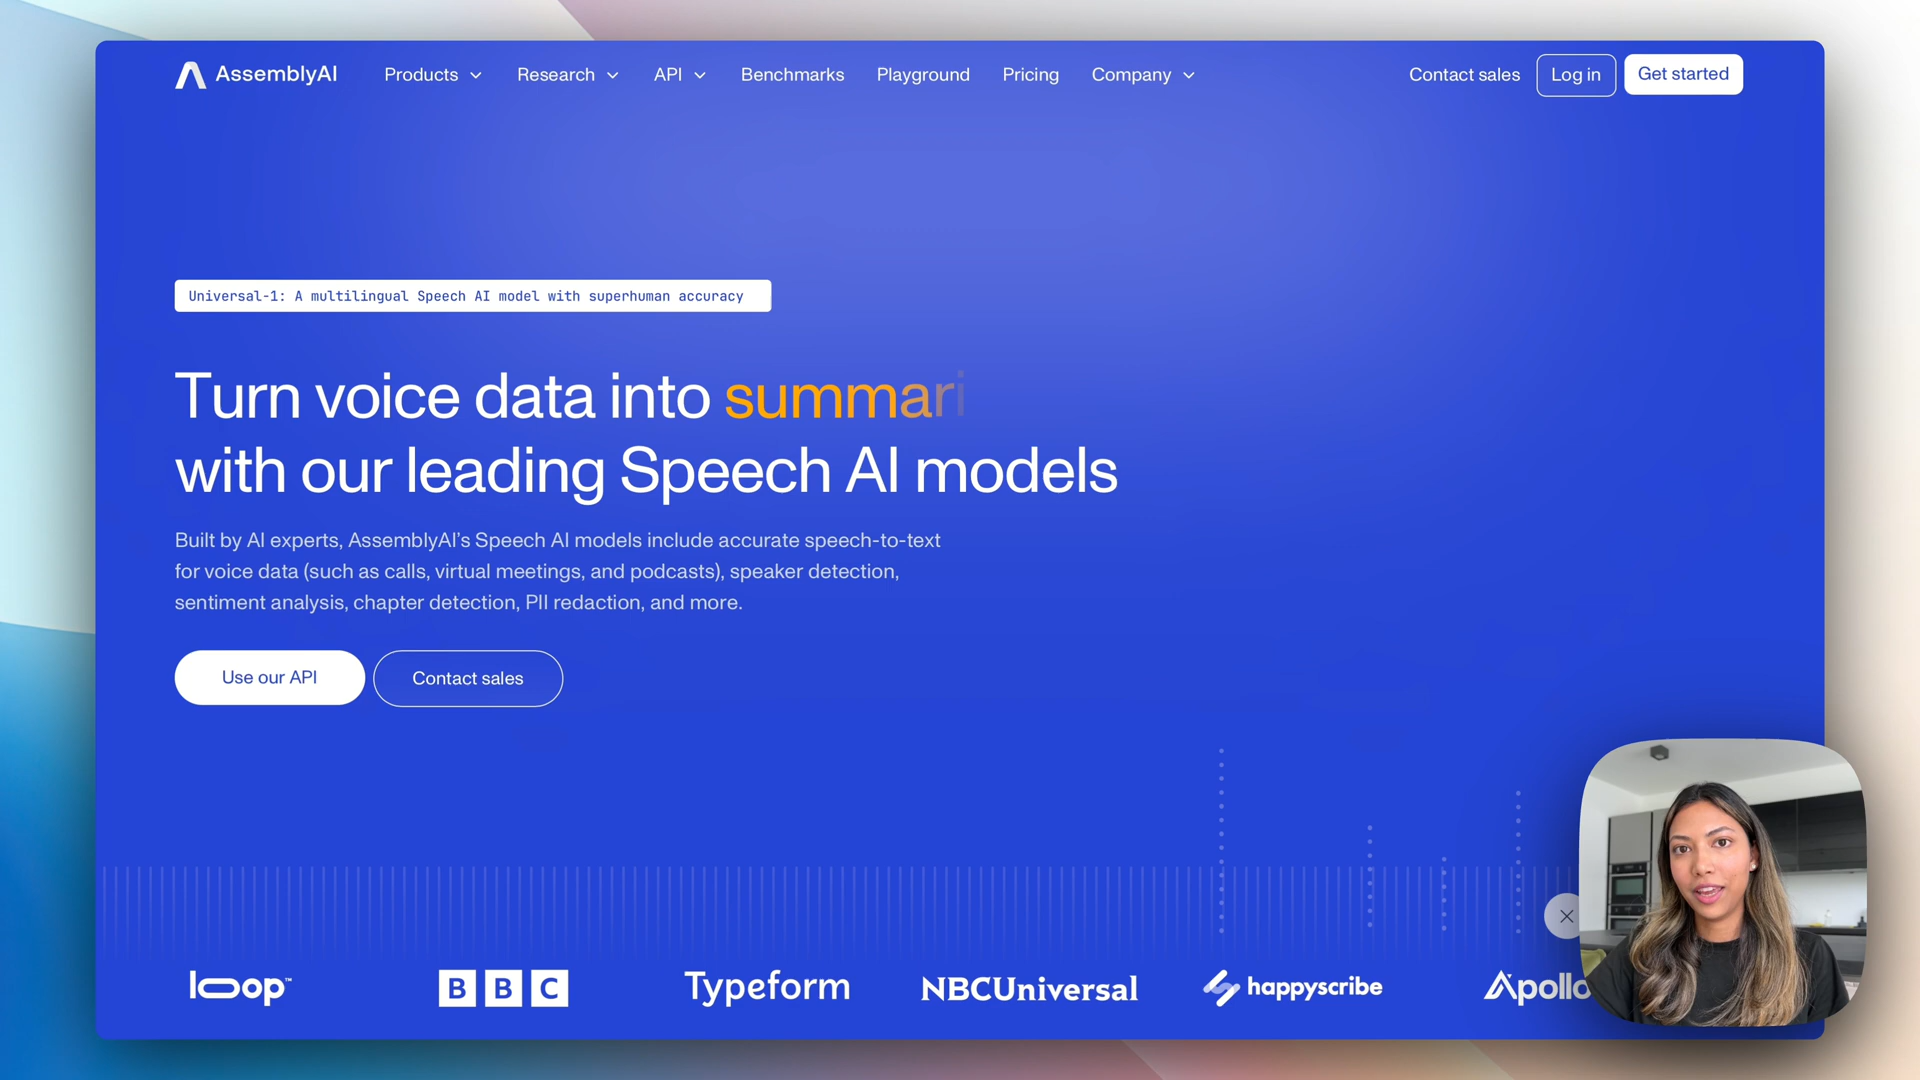 AssemblyAI
Products
Research
API
Benchmarks
Playground
Pricing
Company
Contact sales
Log in
Get started
Universal-1: A multilingual Speech AI model with superhuman accuracy
Turn voice data into summari
with our leading Speech AI models
Built by AI experts, AssemblyAI's Speech AI models include accurate speech-to-text
for voice data (such as calls, virtual meetings, and podcasts), speaker detection,
sentiment analysis, chapter detection, PII redaction, and more.
Use our API
Contact sales
loop™
BBC
Typeform
NBCUniversal
happyscribe
Apollo